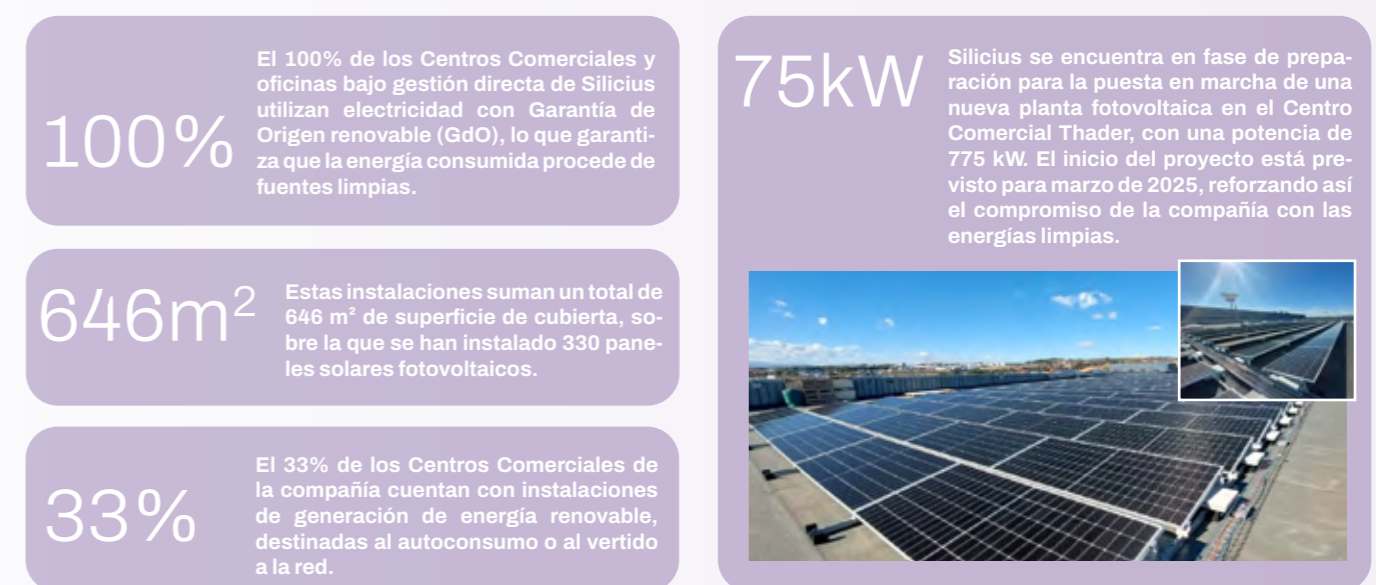 100%
El 100% de los Centros Comerciales y
oficinas bajo gestión directa de Silicius
utilizan electricidad con Garantía de
Origen renovable (GdO), lo que garanti-
za que la energía consumida procede de
fuentes limpias.
646m²
Estas instalaciones suman un total de
646 m² de superficie de cubierta, so-
bre la que se han instalado 330 pane-
les solares fotovoltaicos.
33%
El 33% de los Centros Comerciales de
la compañía cuentan con instalaciones
de generación de energía renovable,
destinadas al autoconsumo o al vertido
a la red.
75kW
Silicius se encuentra en fase de prepa-
ración para la puesta en marcha de una
nueva planta fotovoltaica en el Centro
Comercial Thader, con una potencia de
775 kW. El inicio del proyecto está pre-
visto para marzo de 2025, reforzando así
el compromiso de la compañía con las
energías limpias.